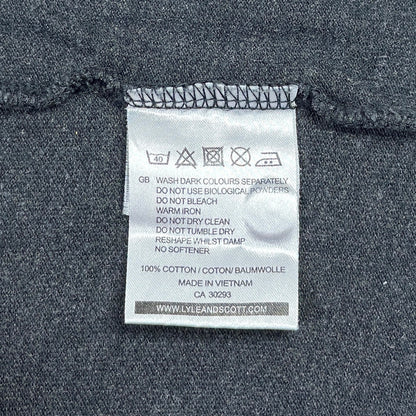 40
GB WASH DARK COLOURS SEPARATELY
DO NOT USE BIOLOGICAL POWDERS
DO NOT BLEACH
WARM IRON
DO NOT DRY CLEAN
DO NOT TUMBLE DRY
RESHAPE WHILST DAMP
NO SOFTENER
100% COTTON / COTON/ BAUMWOLLE
MADE IN VIETNAM
CA 30293
WWW.LYLEANDSCOTT.COM